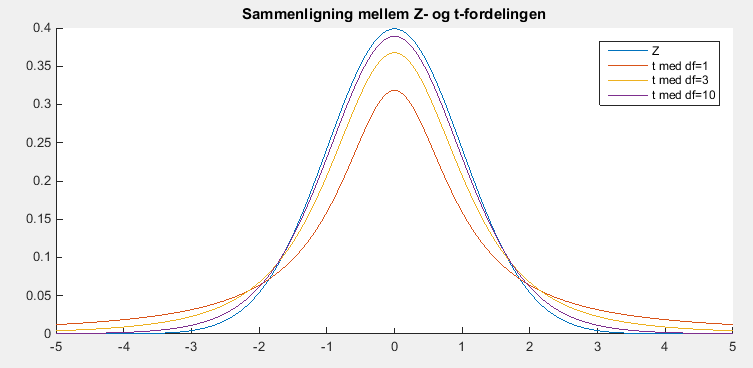 Sammenligning mellem Z- og t-fordelingen
0.4
0.35
0.3
0.25
0.2
0.15
0.1
0.05
0
-5 -4 -3 -2 -1 0 1 2 3 4 5
Z
t med df=1
t med df=3
t med df=10